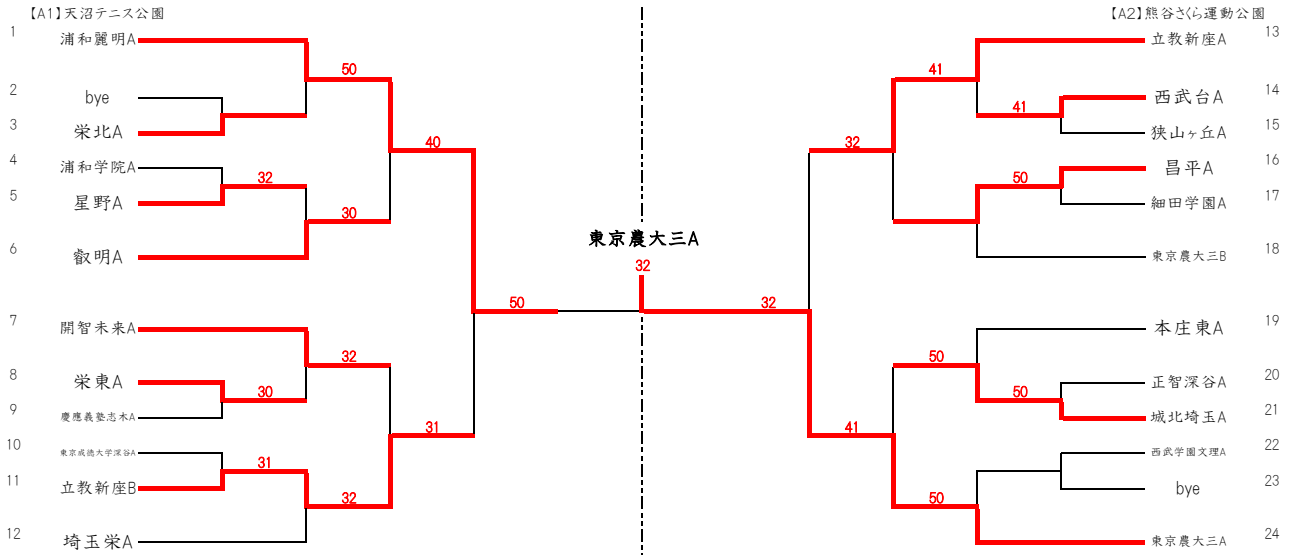 【A1】天沼テニス公園
1 浦和麗明A
50
2 bye
3 栄北A
40
4 浦和学院A
32
5 星野A
30
6 叡明A
50
7 開智未来A
32
8 栄東A
30
9 慶應義塾志木A
31
10 東京成徳大学深谷A
31
11 立教新座B
32
12 埼玉栄A
東京農大三A
32
【A2】熊谷さくら運動公園
立教新座A 13
41
西武台A 14
41
狭山ヶ丘A 15
32
昌平A 16
50
細田学園A 17
東京農大三B 18
32
本庄東A 19
50
正智深谷A 20
50
城北埼玉A 21
41
西武学園文理A 22
bye 23
50
東京農大三A 24